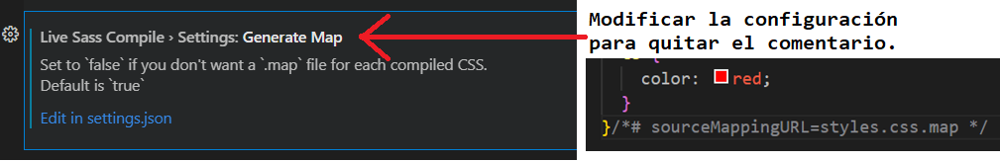 Live Sass Compile › Settings: Generate Map
Set to `false` if you don't want a `.map` file for each compiled CSS.
Default is `true`
Edit in settings.json
Modificar la configuración
para quitar el comentario.
color: red;
}
}/*# sourceMappingURL=styles.css.map */